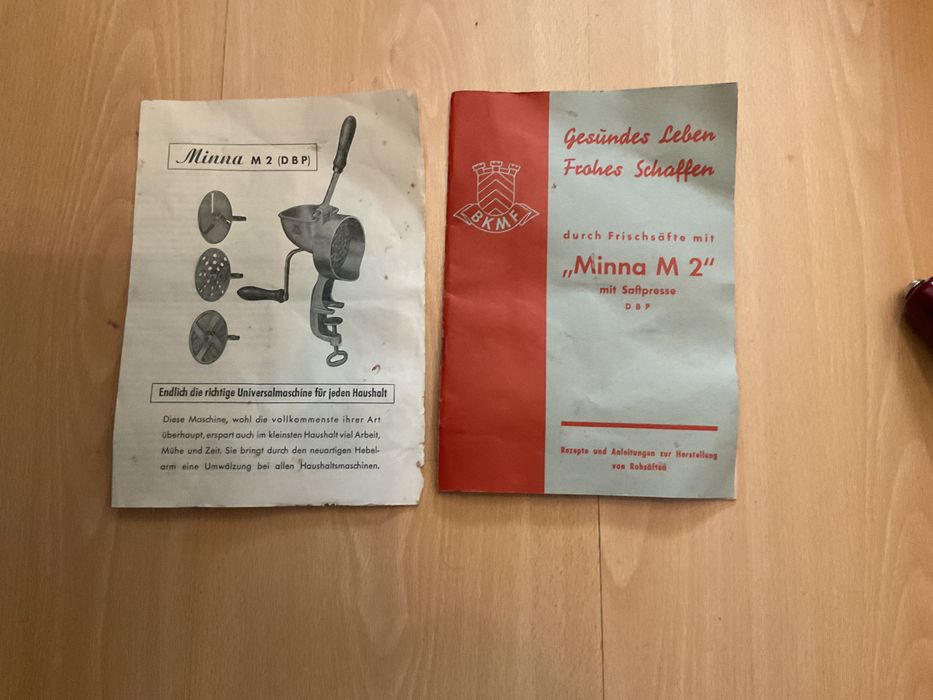 Minna M 2 (DBP)
Endlich die richtige Universalmaschine für jeden Haushalt
Diese Maschine, wohl die vollkommenste ihrer Art
überhaupt, erspart auch im kleinsten Haushalt viel Arbeit,
Mühe und Zeit. Sie bringt durch den neuartigen Hebel-
arm eine Umwälzung bei allen Haushaltsmaschinen.
BKMF
Gesundes Leben
Frohes Schaffen
durch Frischsäfte mit
„Minna M 2"
mit Saftpresse
DBP
Rezepte und Anleitungen zur Herstellung
von Rohsäften